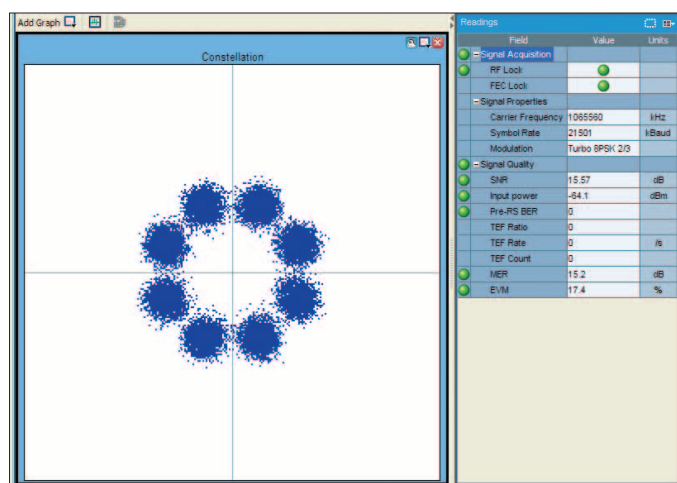 Add Graph
Constellation
Readings
Field Value Units
Signal Acquisition
RF Lock
FEC Lock
Signal Properties
Carrier Frequency 1065560 kHz
Symbol Rate 21501 kBaud
Modulation Turbo 8PSK 2/3
Signal Quality
SNR 15.57 dB
Input power -64.1 dBm
Pre-RS BER 0
TEF Ratio 0
TEF Rate 0 /s
TEF Count 0
MER 15.2 dB
EVM 17.4 %